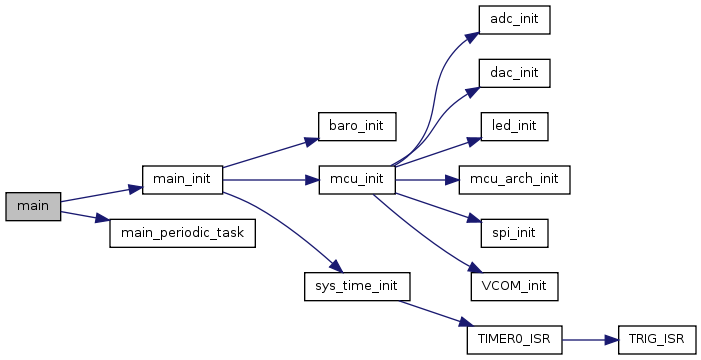 main
main_init
main_periodic_task
baro_init
mcu_init
sys_time_init
adc_init
dac_init
led_init
mcu_arch_init
spi_init
VCOM_init
TIMER0_ISR
TRIG_ISR